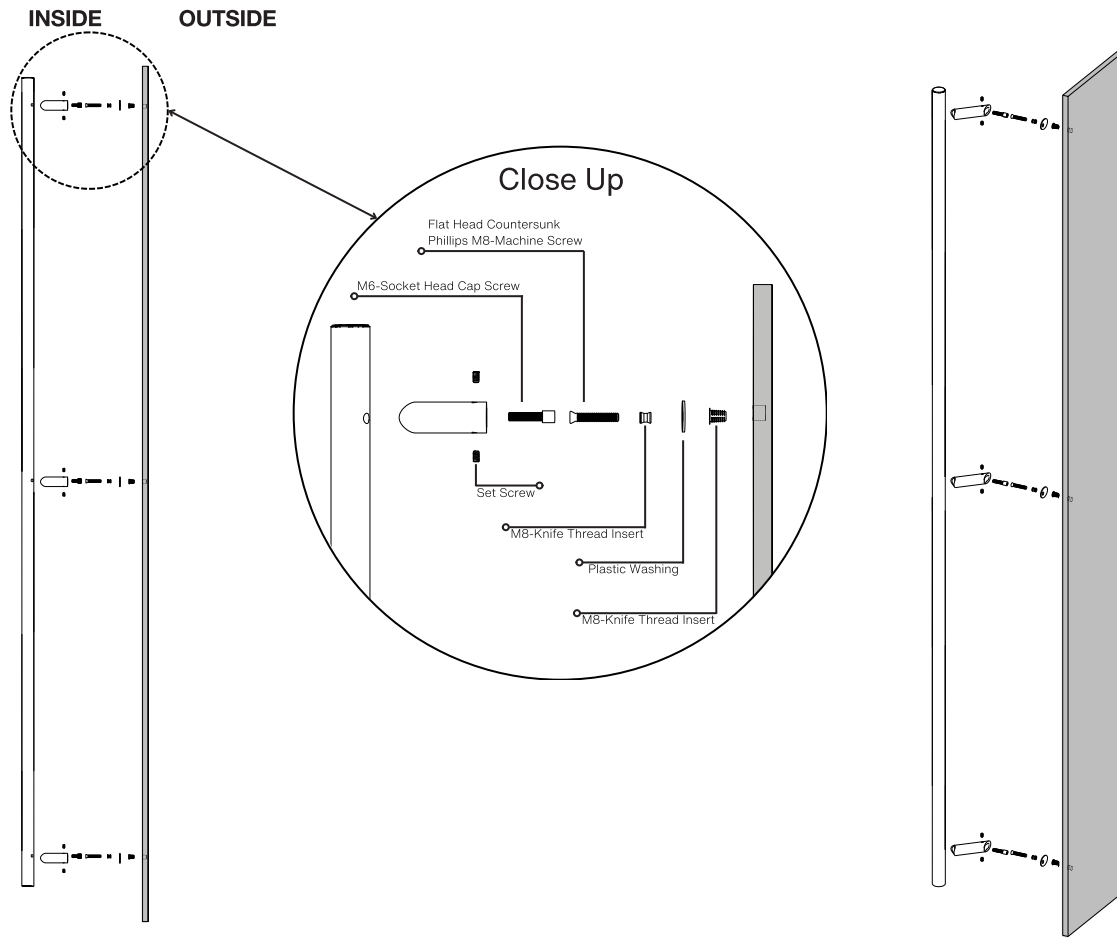 INSIDE
OUTSIDE
Close Up
Flat Head Countersunk
Phillips M8-Machine Screw
M6-Socket Head Cap Screw
Set Screw
M8-Knife Thread Insert
Plastic Washing
M8-Knife Thread Insert